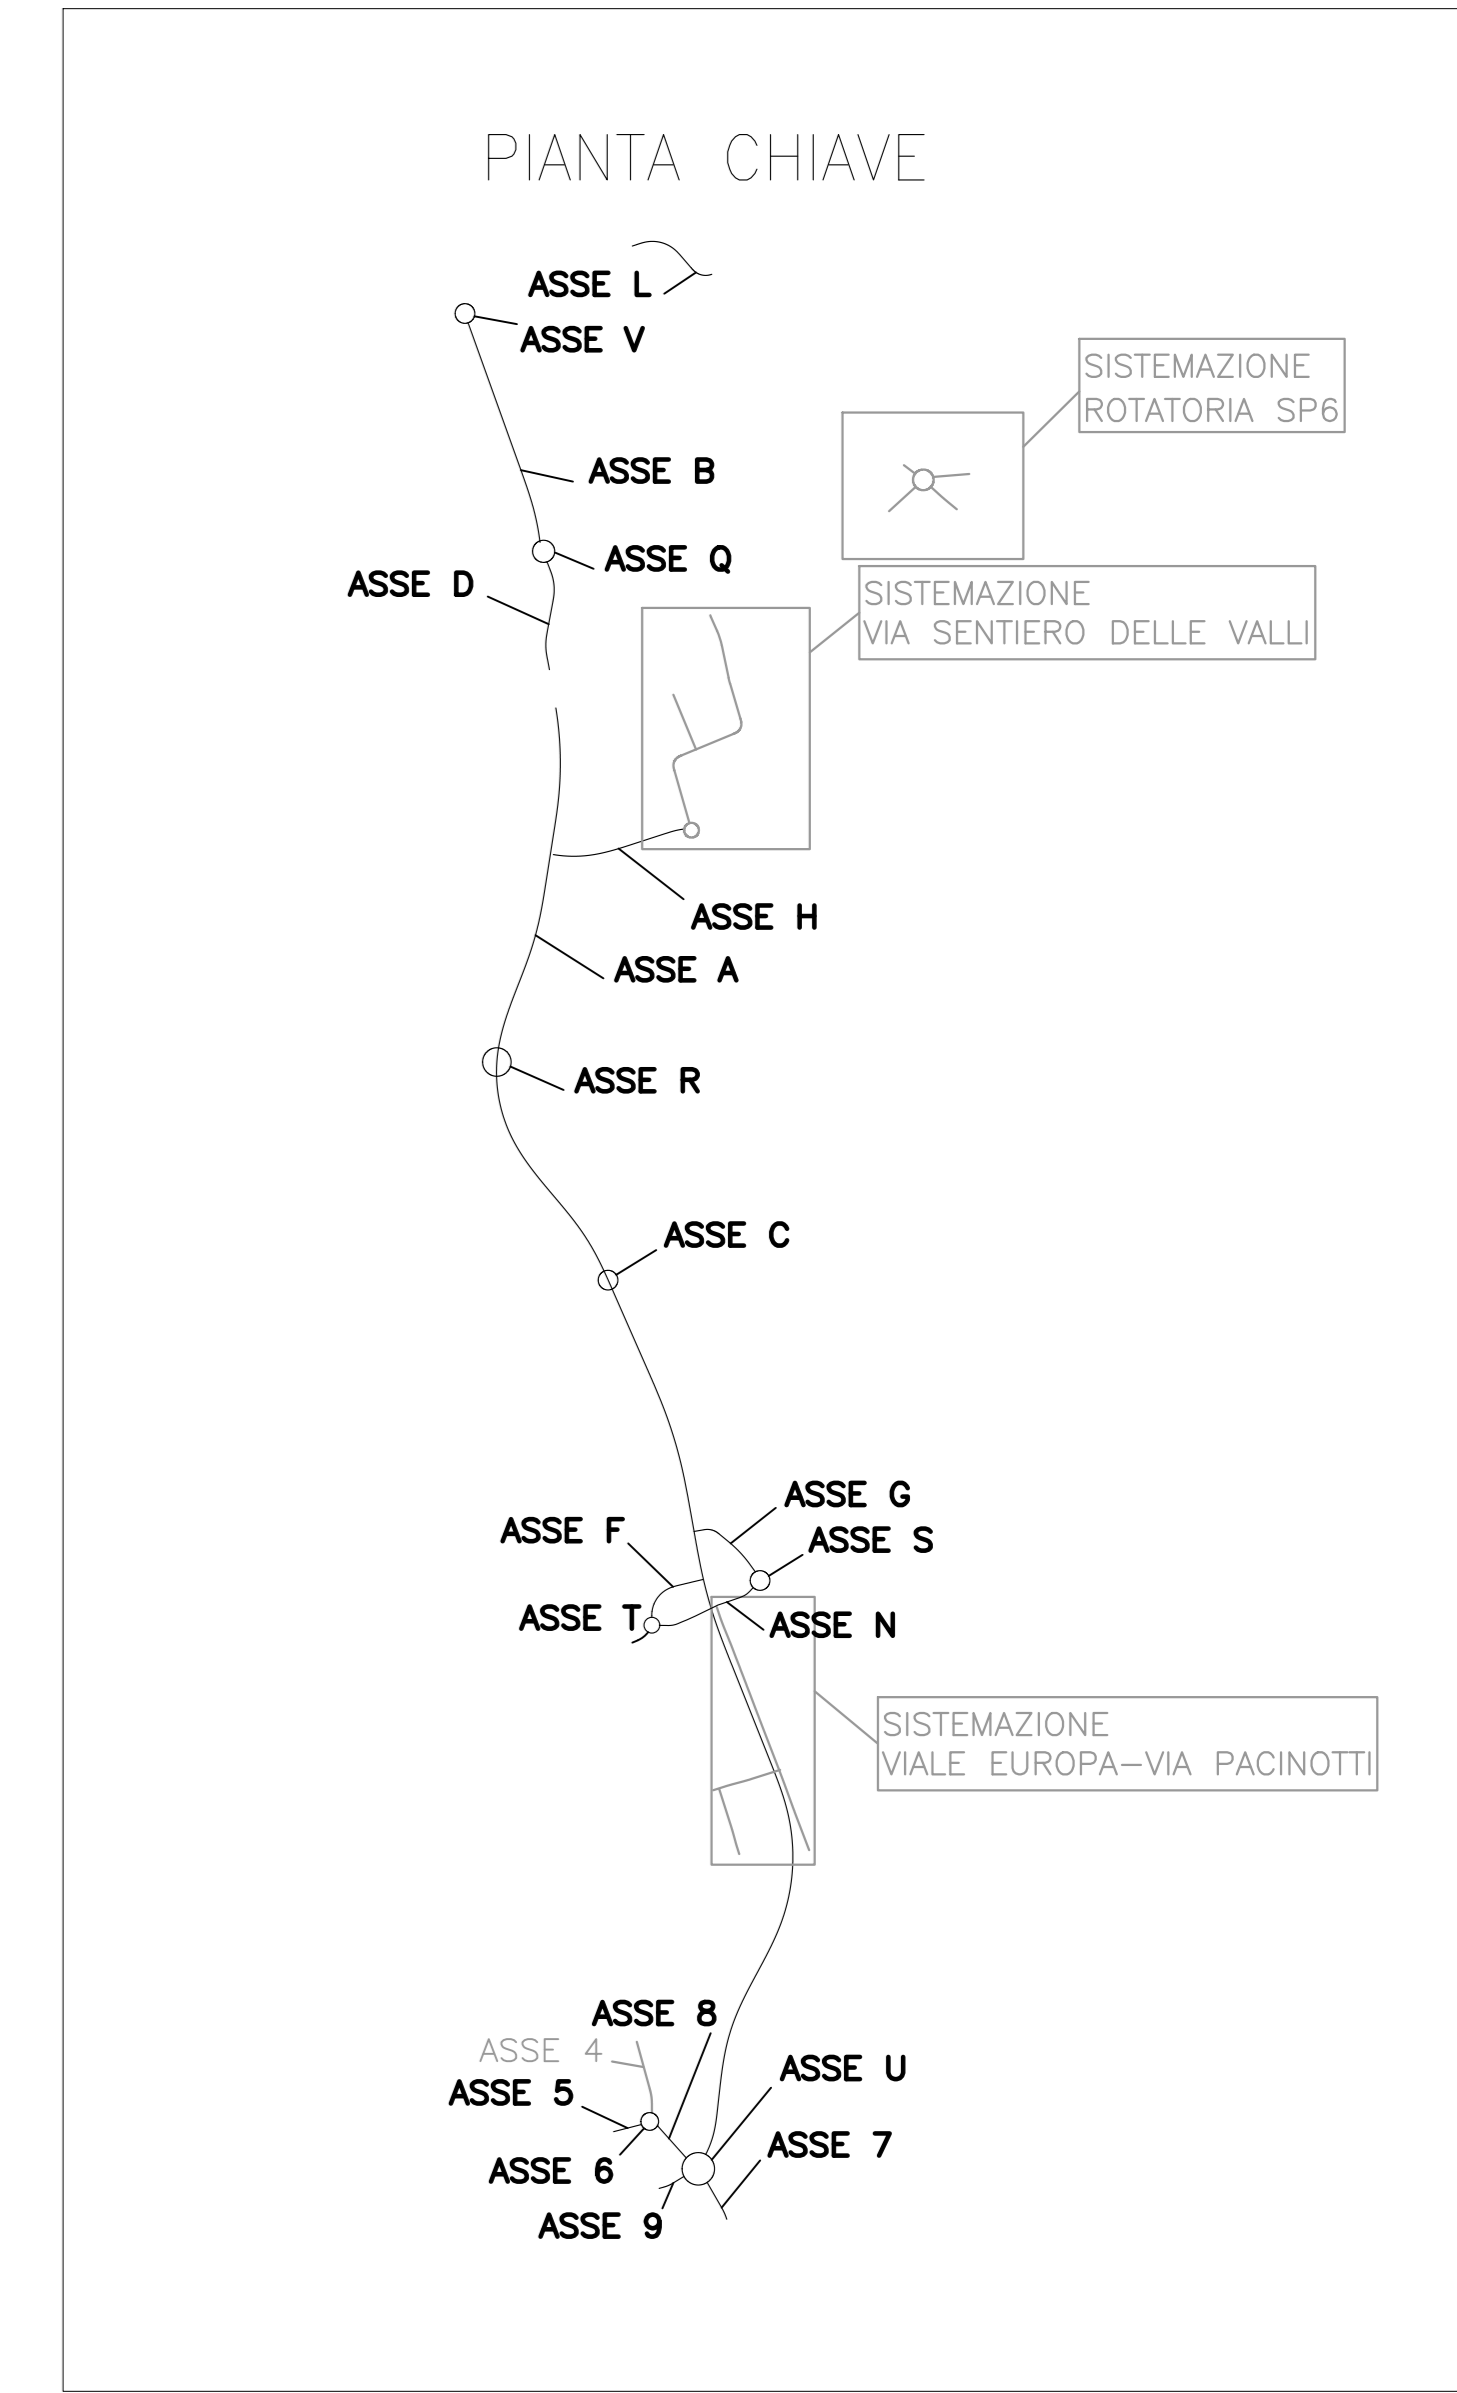 PIANTA CHIAVE
ASSE L
ASSE V
SISTEMAZIONE
ROTATORIA SP6
ASSE B
ASSE Q
ASSE D
SISTEMAZIONE
VIA SENTIERO DELLE VALLI
ASSE H
ASSE A
ASSE R
ASSE C
ASSE G
ASSE F
ASSE S
ASSE T
ASSE N
SISTEMAZIONE
VIALE EUROPA-VIA PACINOTTI
ASSE 8
ASSE 4
ASSE U
ASSE 5
ASSE 7
ASSE 6
ASSE 9